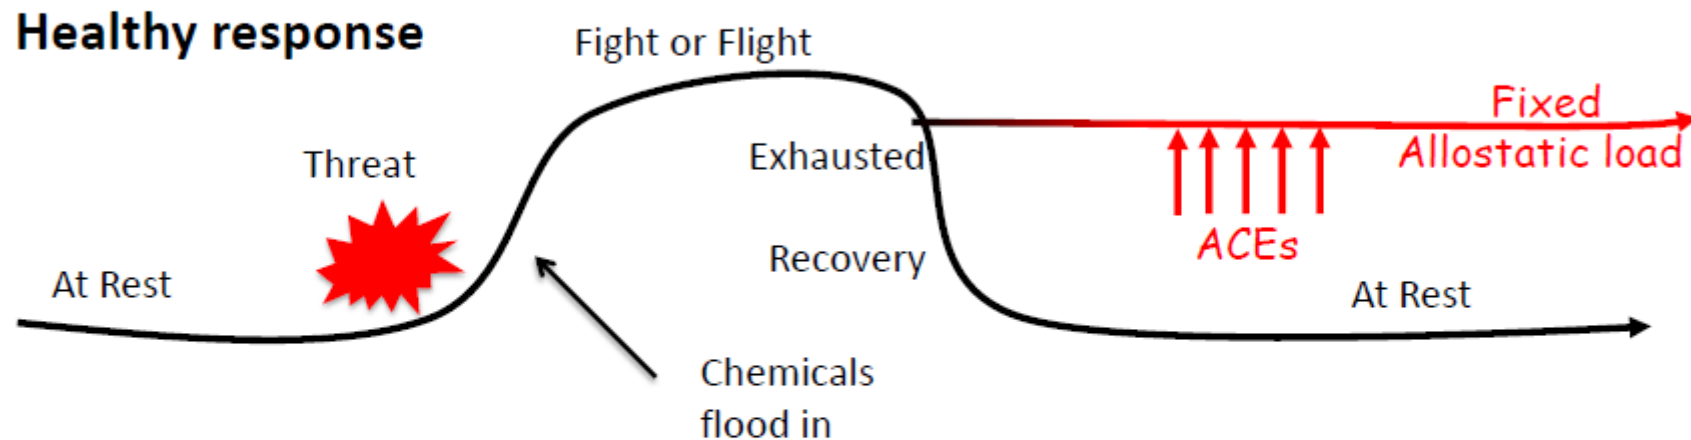 Healthy response
Fight or Flight
Fixed
Allostatic load
Threat
Exhausted
ACEs
Recovery
At Rest
At Rest
Chemicals
flood in